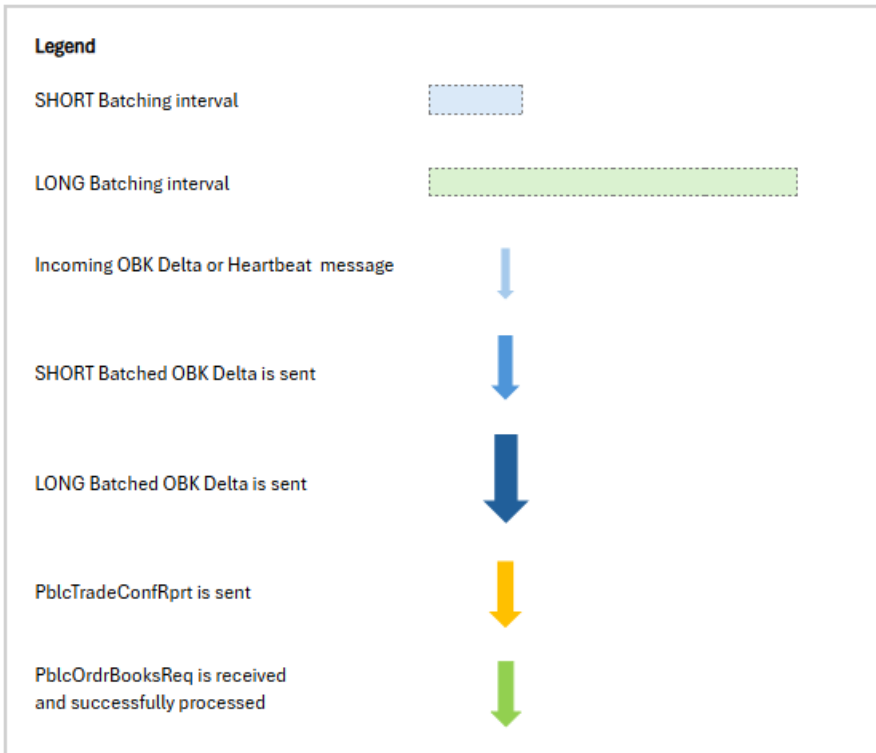 Legend
SHORT Batching interval
LONG Batching interval
Incoming OBK Delta or Heartbeat  message
SHORT Batched OBK Delta is sent
LONG Batched OBK Delta is sent
PblcTradeConfRprt is sent
PblcOrdrBooksReq is received
and successfully processed